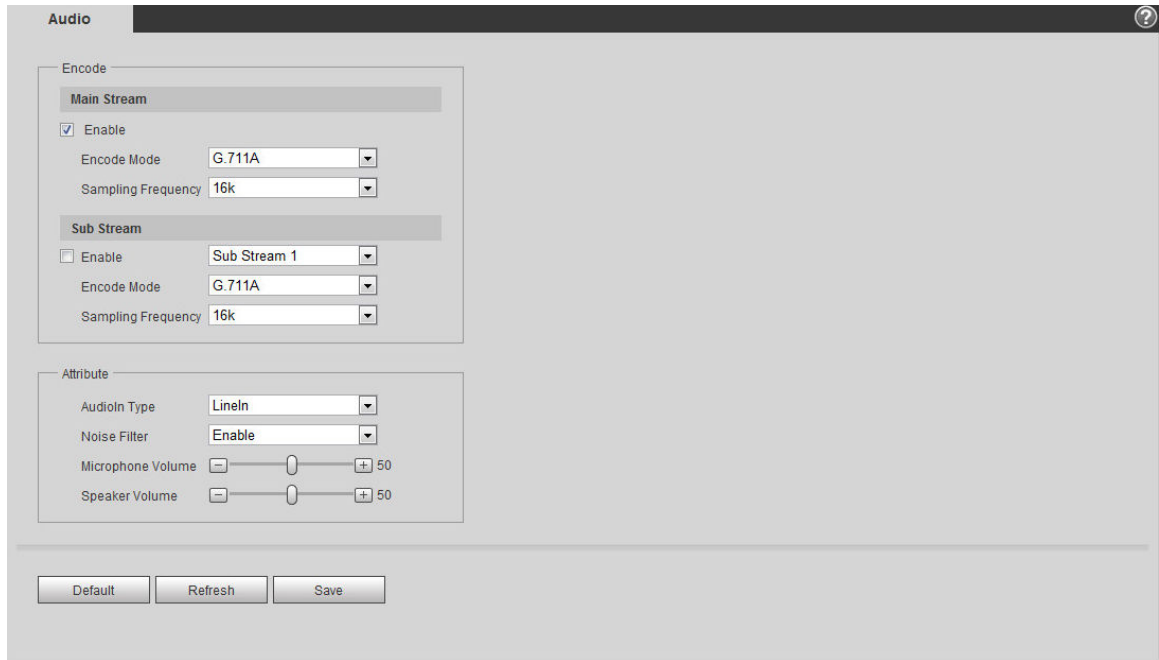 Audio
?
Encode
Main Stream
Enable
Encode Mode G.711A
Sampling Frequency 16k
Sub Stream
Enable Sub Stream 1
Encode Mode G.711A
Sampling Frequency 16k
Attribute
AudioIn Type LineIn
Noise Filter Enable
Microphone Volume - + 50
Speaker Volume - + 50
Default Refresh Save